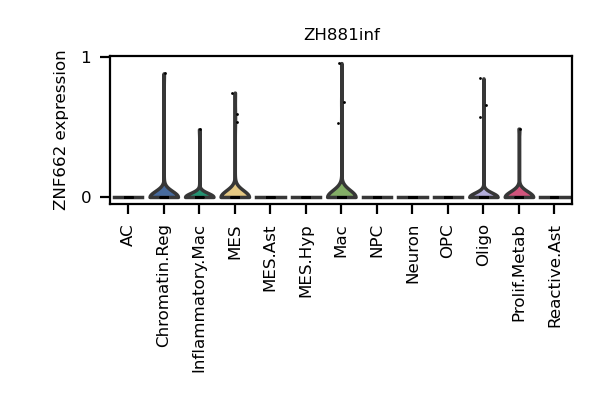 ZH881inf
ZNF662 expression
1
0
AC
Chromatin.Reg
Inflammatory.Mac
MES
MES.Ast
MES.Hyp
Mac
NPC
Neuron
OPC
Oligo
Prolif.Metab
Reactive.Ast